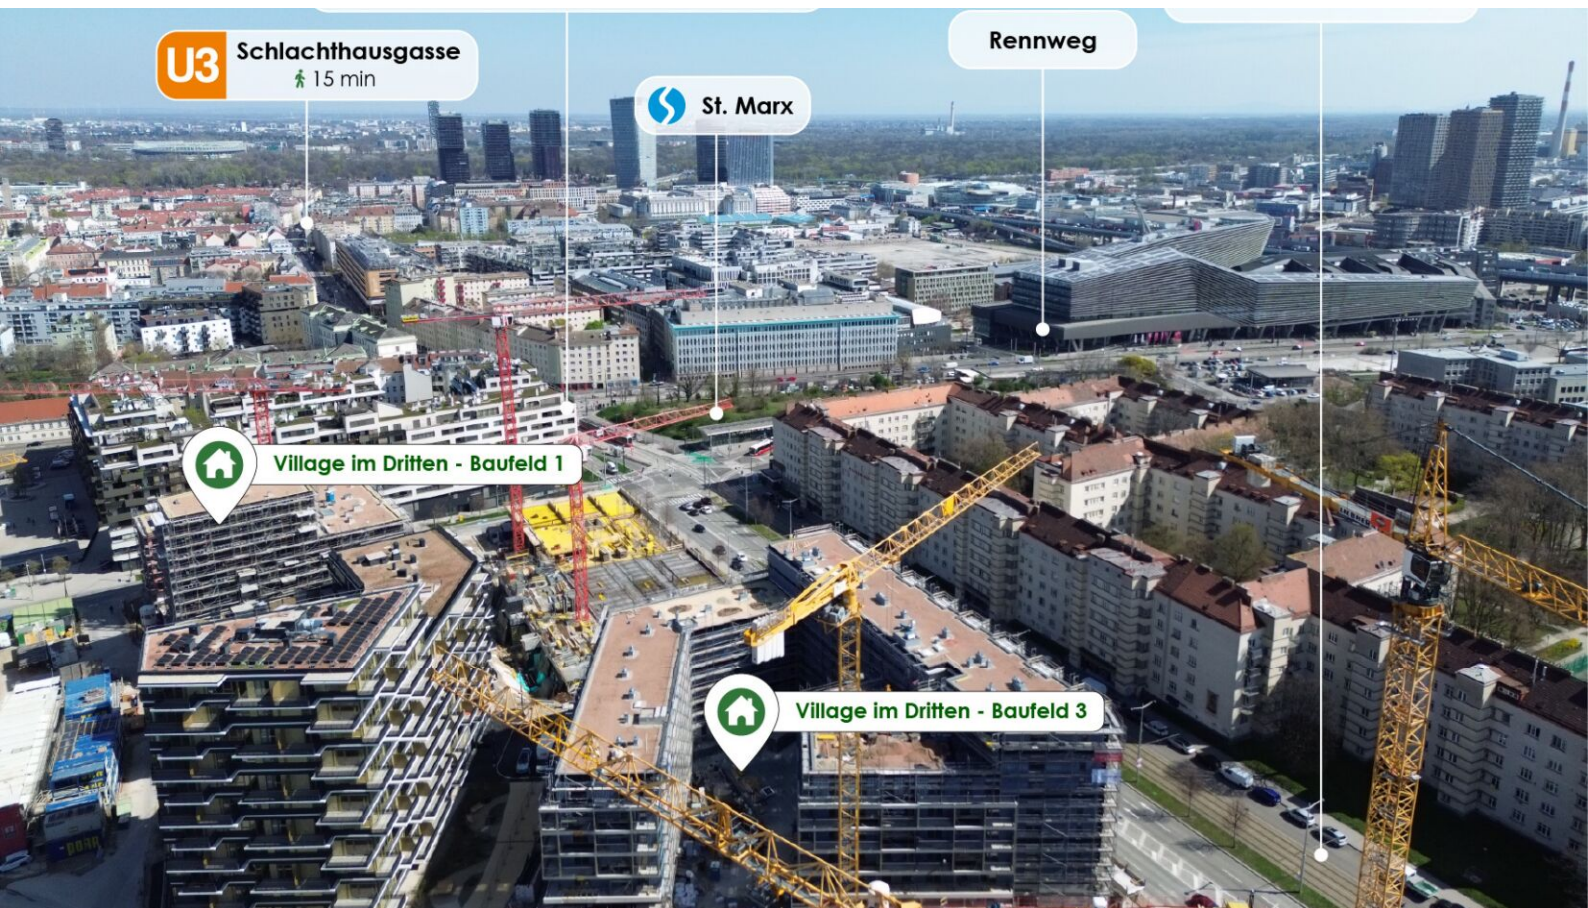 Rennweg
U3
Schlachthausgasse
15 min
St. Marx
Village im Dritten - Baufeld 1
Village im Dritten - Baufeld 3